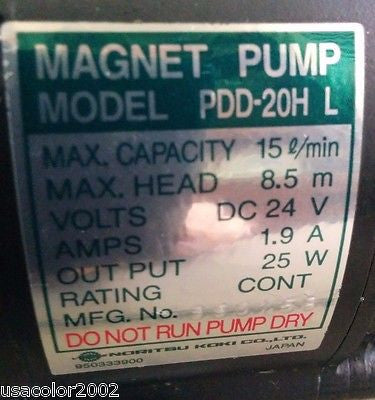 MAGNET PUMP
MODEL PDD-20H L
MAX. CAPACITY 15 ℓ/min
MAX. HEAD 8.5 m
VOLTS DC 24 V
AMPS 1.9 A
OUT PUT 25 W
RATING CONT
MFG. No.
DO NOT RUN PUMP DRY
NORITSU KOKI CO.,LTD.
950333900 JAPAN
usacolor2002